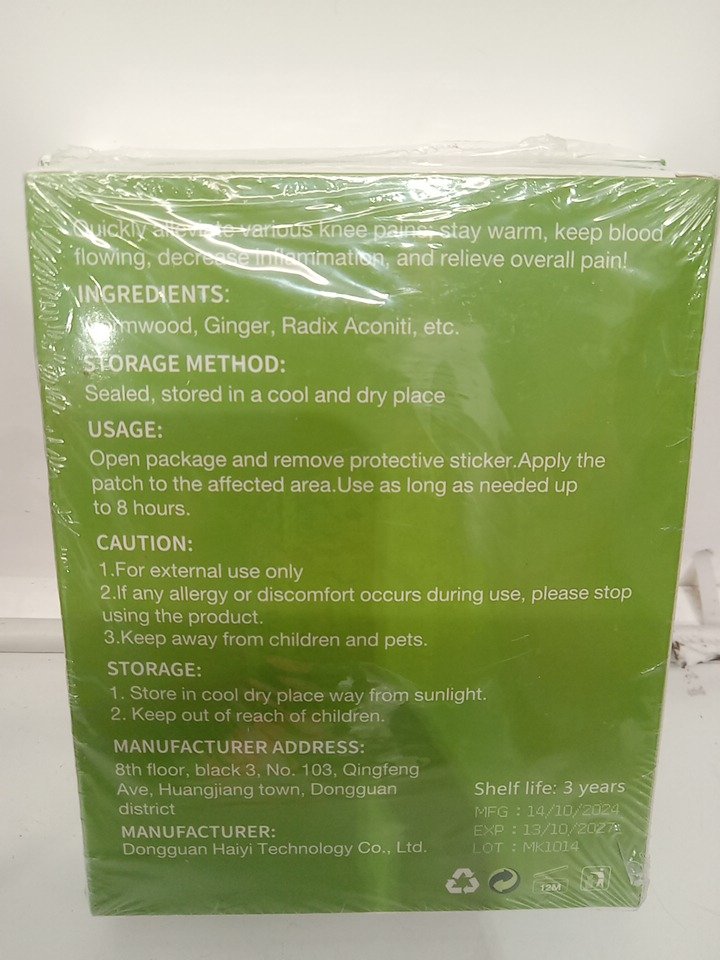 Quickly alleviate various knee pains, stay warm, keep blood
flowing, decrease inflammation, and relieve overall pain!
INGREDIENTS:
Wormwood, Ginger, Radix Aconiti, etc.
STORAGE METHOD:
Sealed, stored in a cool and dry place
USAGE:
Open package and remove protective sticker.Apply the
patch to the affected area.Use as long as needed up
to 8 hours.
CAUTION:
1.For external use only
2.If any allergy or discomfort occurs during use, please stop
using the product.
3.Keep away from children and pets.
STORAGE:
1. Store in cool dry place way from sunlight.
2. Keep out of reach of children.
MANUFACTURER ADDRESS:
8th floor, black 3, No. 103, Qingfeng
Ave, Huangjiang town, Dongguan
district
MANUFACTURER:
Dongguan Haiyi Technology Co., Ltd.
Shelf life: 3 years
MFG : 14/10/2024
EXP : 13/10/2027
LOT : MK1014
12M